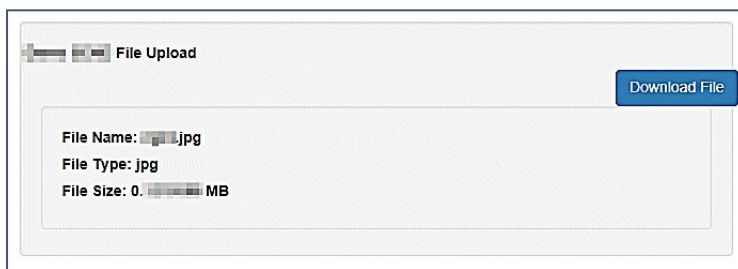 File Upload
Download File
File Name: .jpg
File Type: jpg
File Size: 0. MB